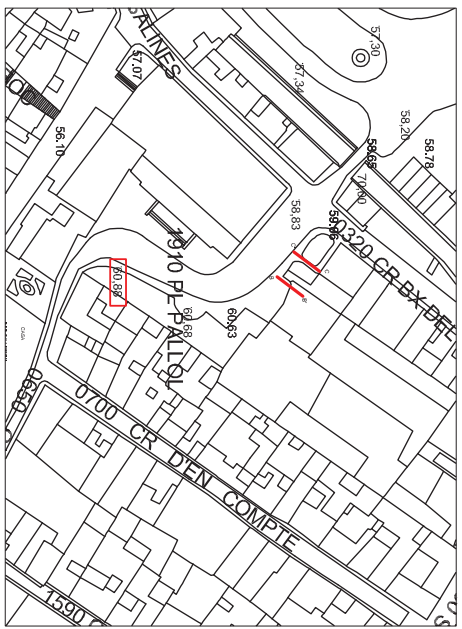 SALINES
57,30
57.07
57,34
58,20
58.78
56.10
58.65
70,00
58,83
59.66
0320 CR BX DEL
C
C'
B
B'
1910 PL PALLOL
60.88
60.68
60.63
0650
0700 CR D'EN COMPTE
1590 C